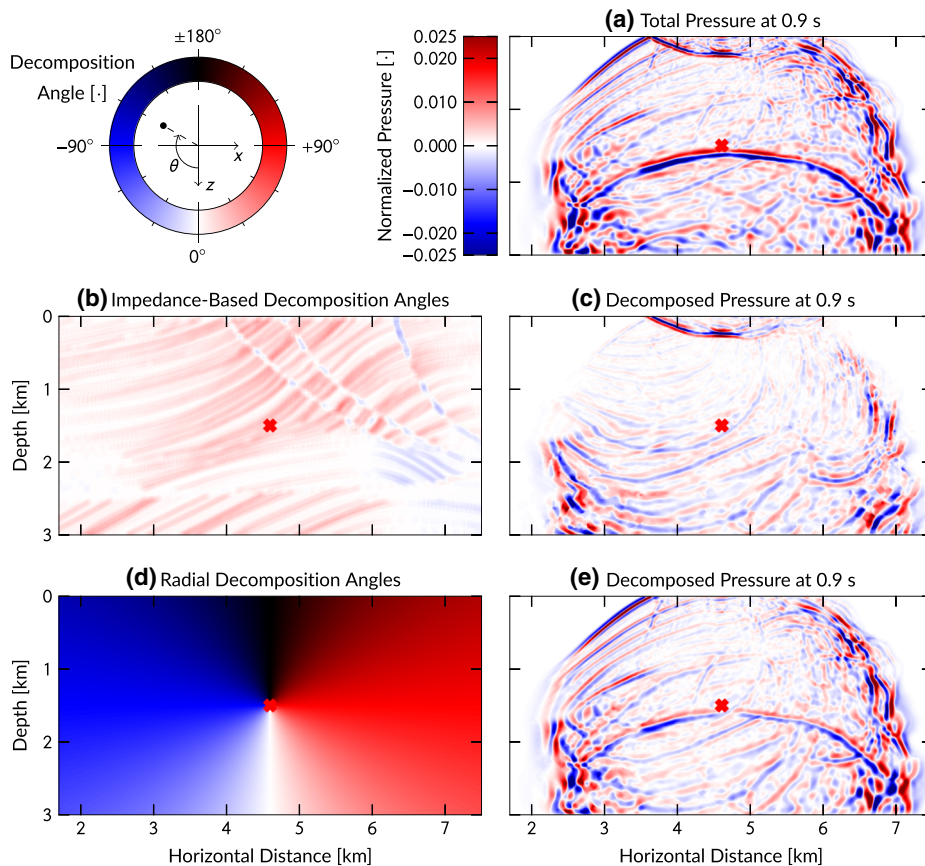 ±180°
Decomposition
Angle [·]
−90°
+90°
x
θ
z
0°
Normalized Pressure [·]
0.025
0.020
0.010
0.000
−0.010
−0.020
−0.025
(a) Total Pressure at 0.9 s
(b) Impedance-Based Decomposition Angles
Depth [km]
0
1
2
3
(c) Decomposed Pressure at 0.9 s
(d) Radial Decomposition Angles
Depth [km]
0
1
2
3
2 3 4 5 6 7
Horizontal Distance [km]
(e) Decomposed Pressure at 0.9 s
2 3 4 5 6 7
Horizontal Distance [km]